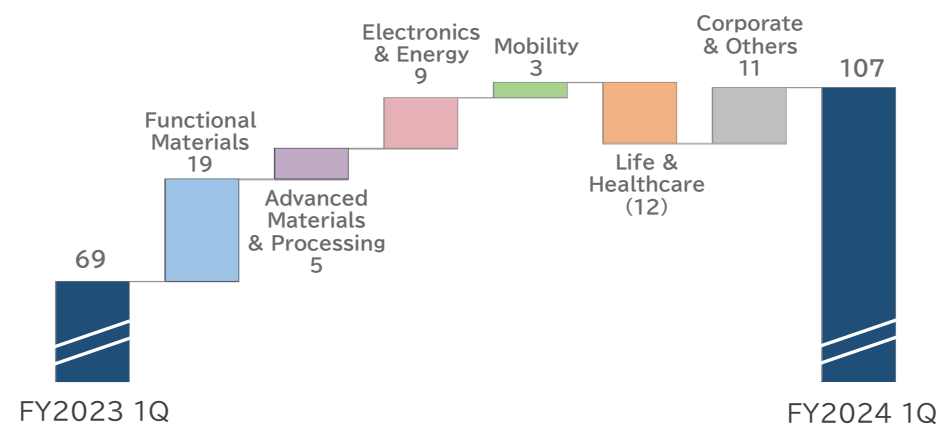 69
Functional
Materials
19
Advanced
Materials
& Processing
5
Electronics
& Energy
9
Mobility
3
Life &
Healthcare
(12)
Corporate
& Others
11
107
FY2023 1Q
FY2024 1Q